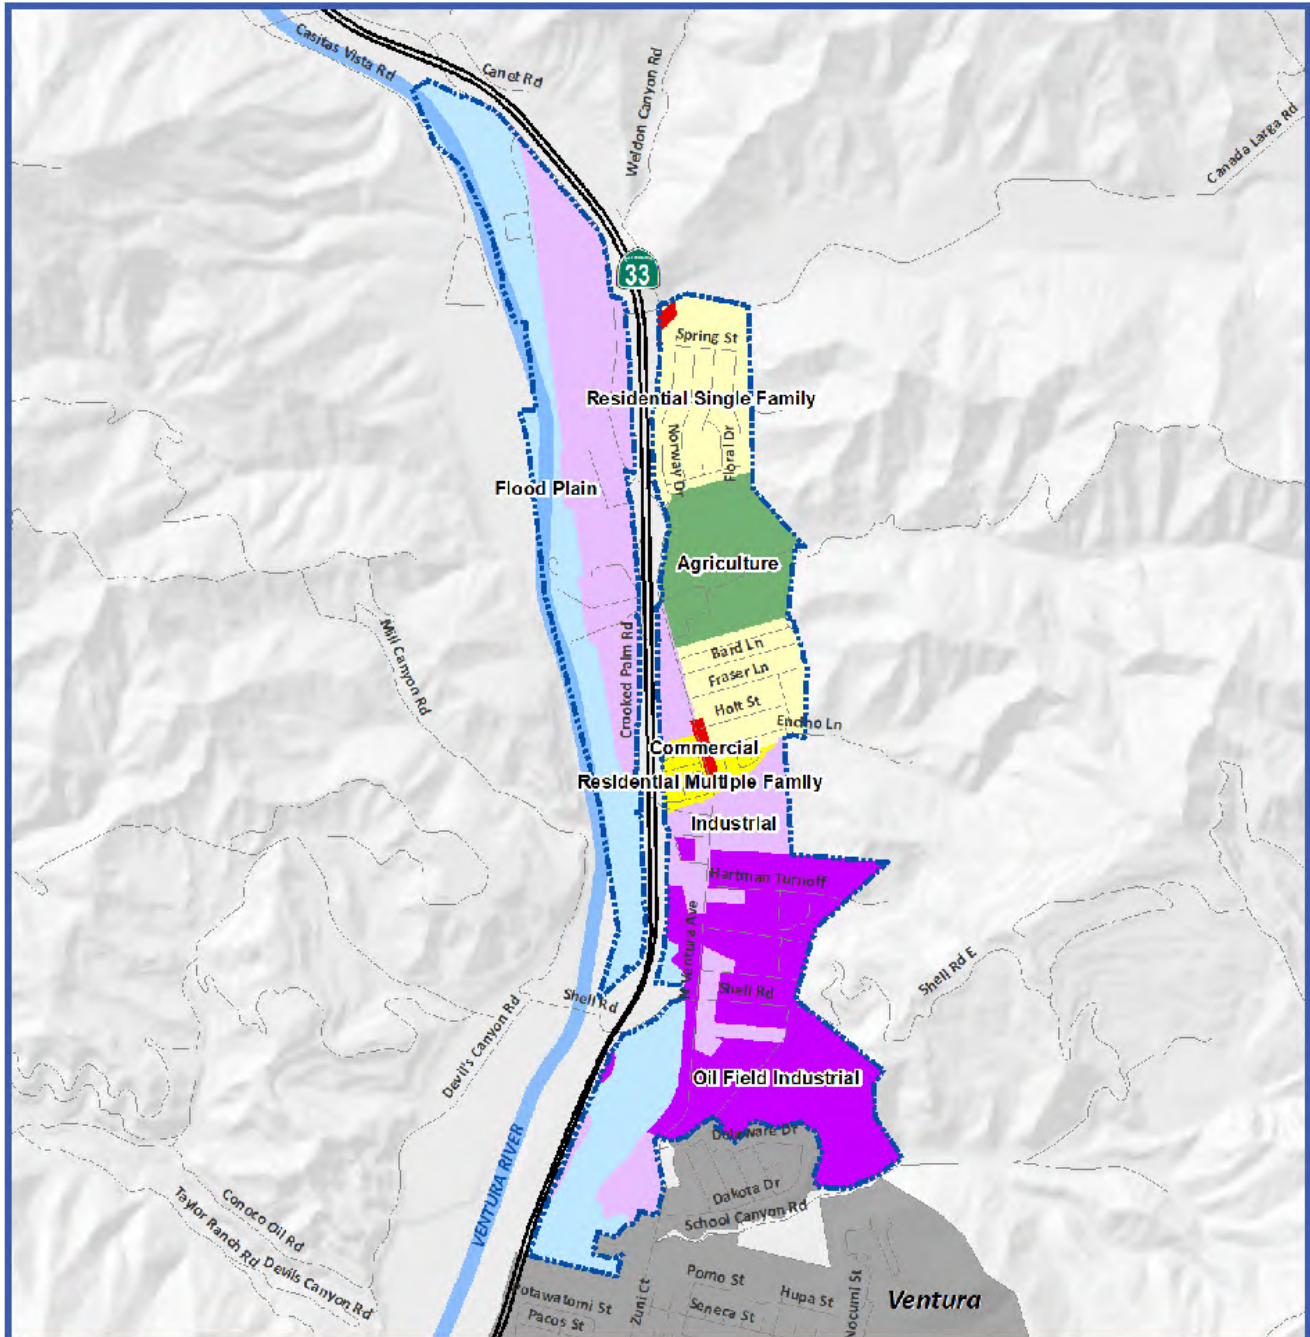 Casitas Vista Rd
Canet Rd
Weldon Canyon Rd
Canada Larga Rd
33
Spring St
Residential Single Family
Norway Dr
Floral Dr
Flood Plain
Agriculture
Mill Canyon Rd
Crooked Palm Rd
Bard Ln
Fraser Ln
Holt St
Encino Ln
Commercial
Residential Multiple Family
Industrial
Hartman Turnoff
N Ventura Ave
Shell Rd E
Shell Rd
Shell Rd
Devil's Canyon Rd
Oil Field Industrial
Delaware Dr
VENTURA RIVER
Dakota Dr
School Canyon Rd
Conoco Oil Rd
Taylor Ranch Rd
Devils Canyon Rd
Pomo St
Hupa St
Seneca St
Zuni Ct
Nocumi St
otawatomi St
Pacos St
Ventura